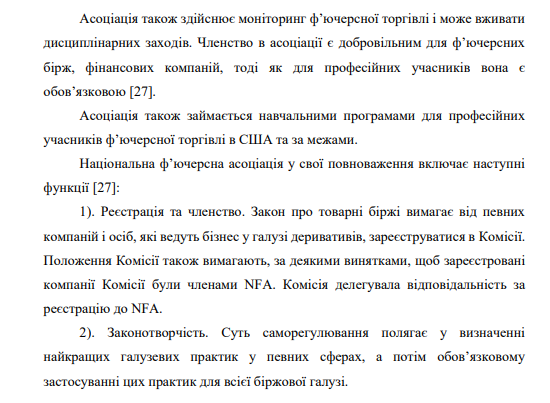 Асоціація також здійснює моніторинг ф’ючерсної торгівлі і може вживати
дисциплінарних заходів. Членство в асоціації є добровільним для ф’ючерсних
бірж, фінансових компаній, тоді як для професійних учасників вона є
обов’язковою [27].
Асоціація також займається навчальними програмами для професійних
учасників ф’ючерсної торгівлі в США та за межами.
Національна ф’ючерсна асоціація у свої повноваження включає наступні
функції [27]:
1). Реєстрація та членство. Закон про товарні біржі вимагає від певних
компаній і осіб, які ведуть бізнес у галузі деривативів, зареєструватися в Комісії.
Положення Комісії також вимагають, за деякими винятками, щоб зареєстровані
компанії Комісії були членами NFA. Комісія делегувала відповідальність за
реєстрацію до NFA.
2). Законотворчість. Суть саморегулювання полягає у визначенні
найкращих галузевих практик у певних сферах, а потім обов’язковому
застосуванні цих практик для всієї біржової галузі.